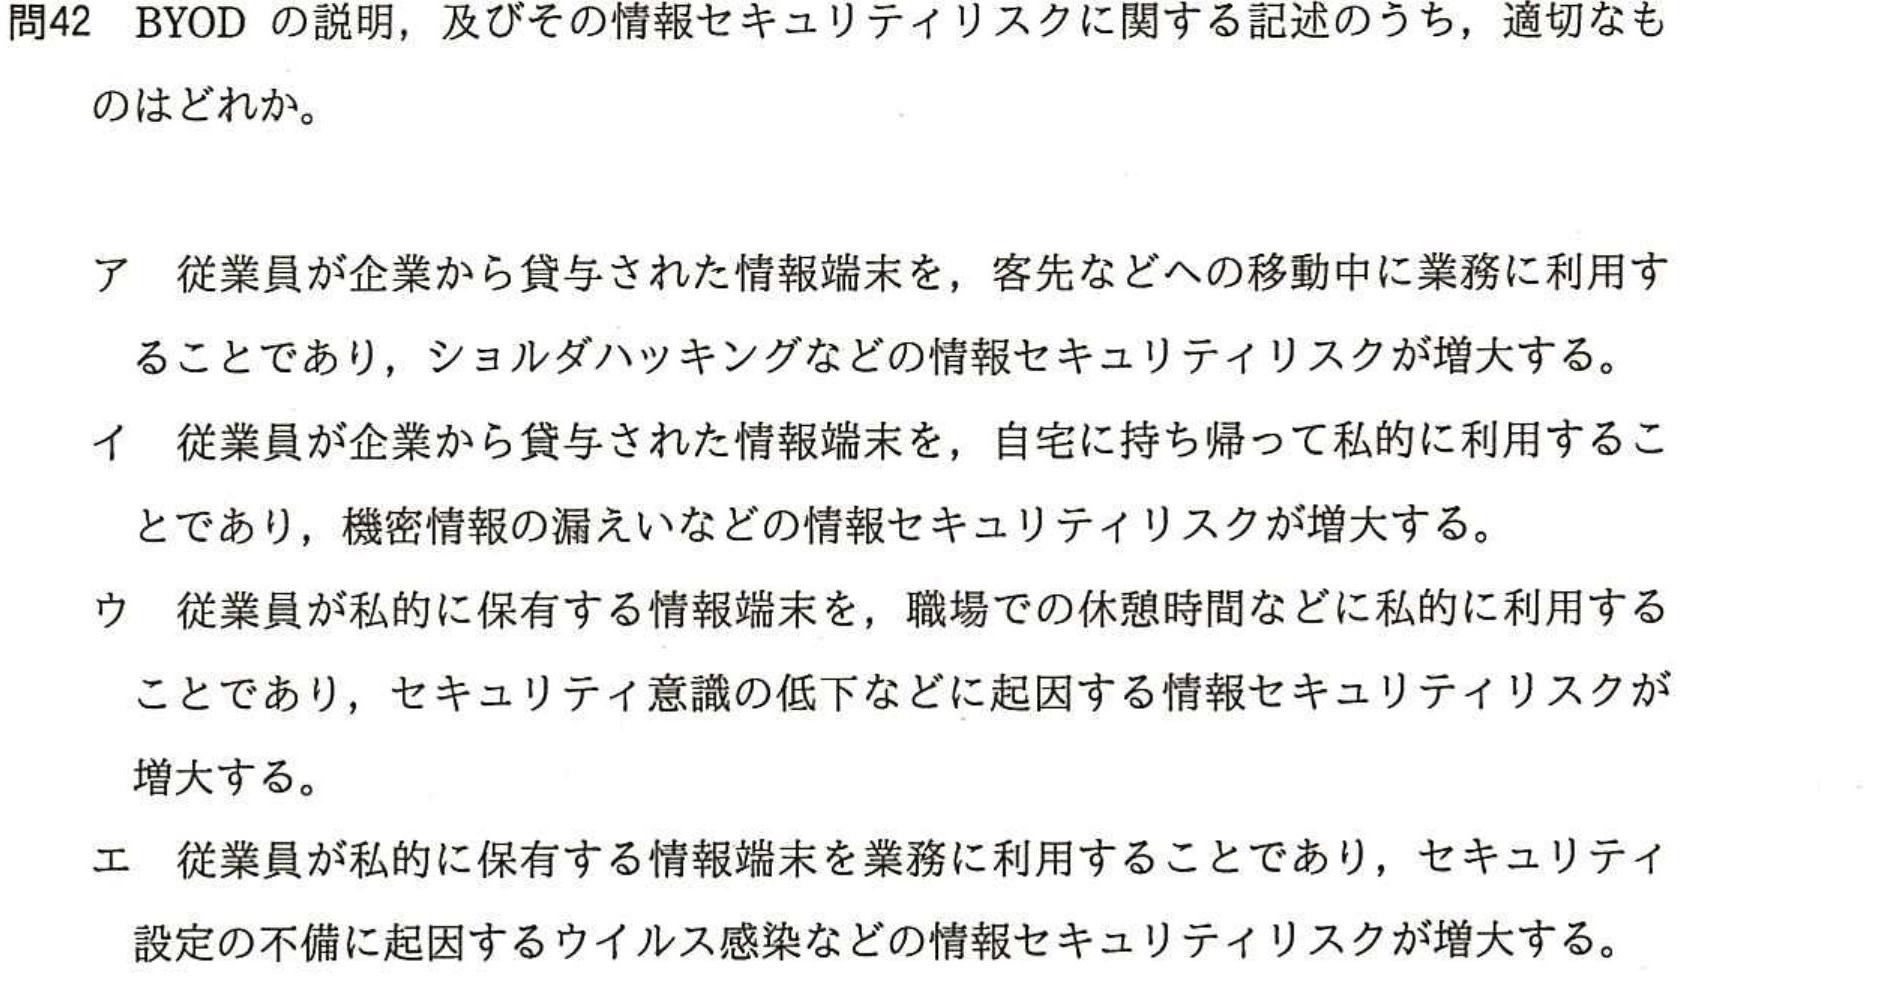 問42 BYOD の説明，及びその情報セキュリティリスクに関する記述のうち，適切なも
のはどれか。
ア 従業員が企業から貸与された情報端末を，客先などへの移動中に業務に利用す
ることであり，ショルダハッキングなどの情報セキュリティリスクが増大する。
イ 従業員が企業から貸与された情報端末を，自宅に持ち帰って私的に利用するこ
とであり，機密情報の漏えいなどの情報セキュリティリスクが増大する。
ウ 従業員が私的に保有する情報端末を，職場での休憩時間などに私的に利用する
ことであり，セキュリティ意識の低下などに起因する情報セキュリティリスクが
増大する。
エ 従業員が私的に保有する情報端末を業務に利用することであり，セキュリティ
設定の不備に起因するウイルス感染などの情報セキュリティリスクが増大する。